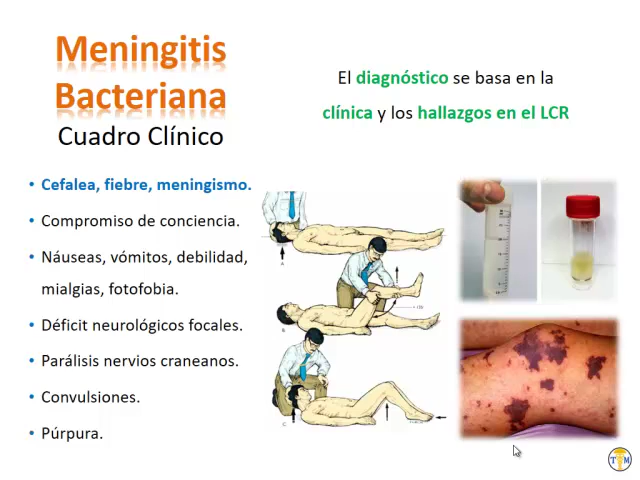 Meningitis
Bacteriana
Cuadro Clínico
El diagnóstico se basa en la
clínica y los hallazgos en el LCR
• Cefalea, fiebre, meningismo.
• Compromiso de conciencia.
• Náuseas, vómitos, debilidad,
mialgias, fotofobia.
• Déficit neurológicos focales.
• Parálisis nervios craneanos.
• Convulsiones.
• Púrpura.
A
B
C
T M